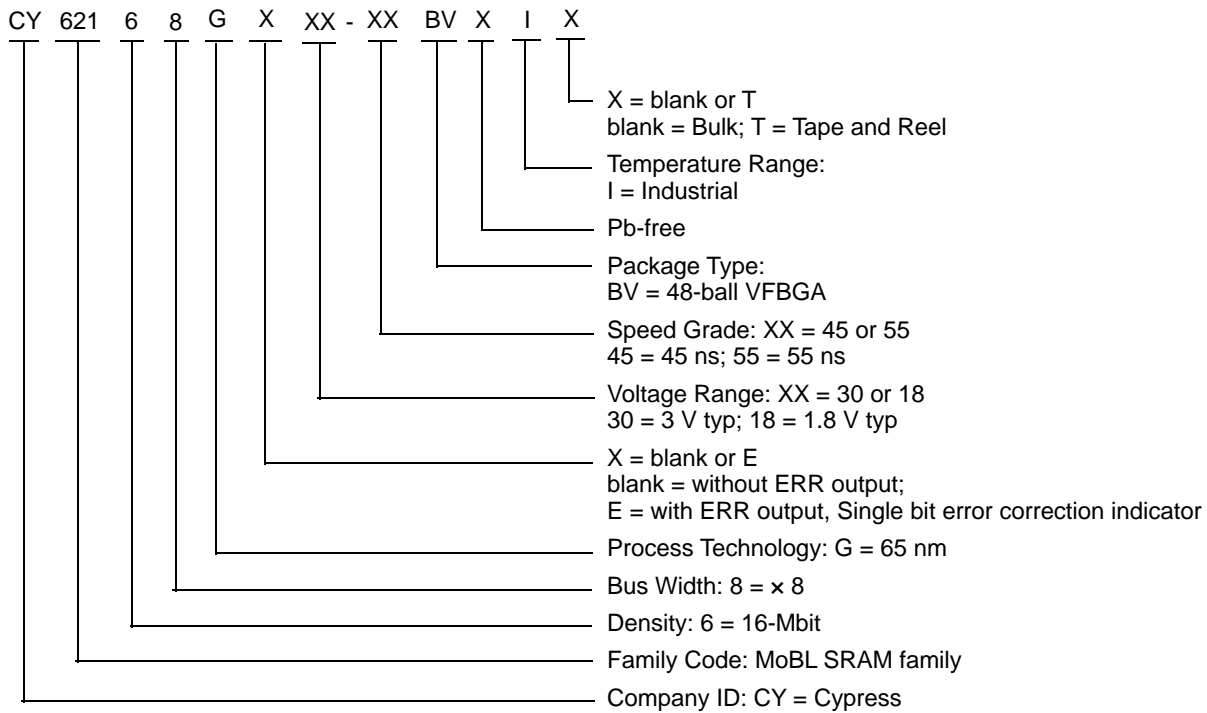 CY 621 6 8 G X XX - XX BV X I X
X = blank or T
blank = Bulk; T = Tape and Reel
Temperature Range:
I = Industrial
Pb-free
Package Type:
BV = 48-ball VFBGA
Speed Grade: XX = 45 or 55
45 = 45 ns; 55 = 55 ns
Voltage Range: XX = 30 or 18
30 = 3 V typ; 18 = 1.8 V typ
X = blank or E
blank = without ERR output;
E = with ERR output, Single bit error correction indicator
Process Technology: G = 65 nm
Bus Width: 8 = × 8
Density: 6 = 16-Mbit
Family Code: MoBL SRAM family
Company ID: CY = Cypress